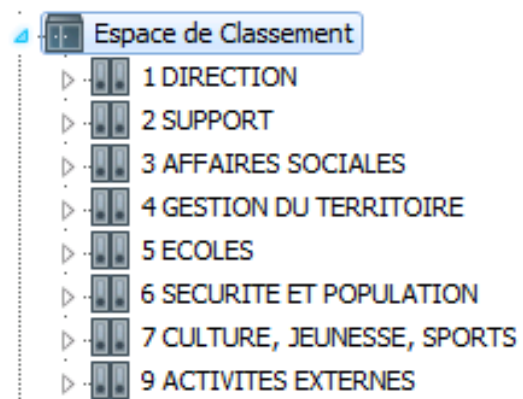 Espace de Classement
1 DIRECTION
2 SUPPORT
3 AFFAIRES SOCIALES
4 GESTION DU TERRITOIRE
5 ECOLES
6 SECURITE ET POPULATION
7 CULTURE, JEUNESSE, SPORTS
9 ACTIVITES EXTERNES